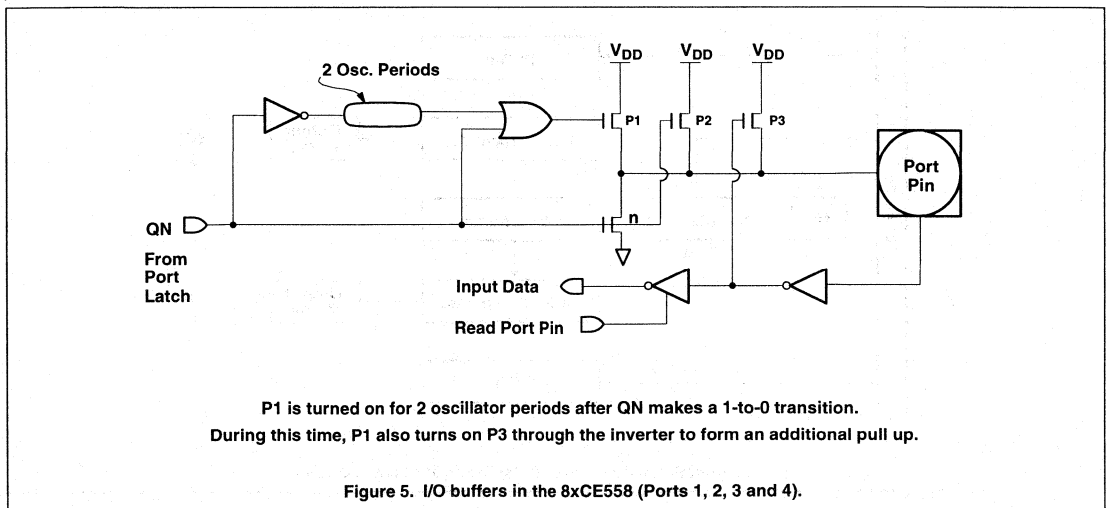 VDD VDD VDD
2 Osc. Periods
P1 P2 P3
Port
Pin
n
QN
From
Port
Latch
Input Data
Read Port Pin
P1 is turned on for 2 oscillator periods after QN makes a 1-to-0 transition.
During this time, P1 also turns on P3 through the inverter to form an additional pull up.
Figure 5. I/O buffers in the 8xCE558 (Ports 1, 2, 3 and 4).